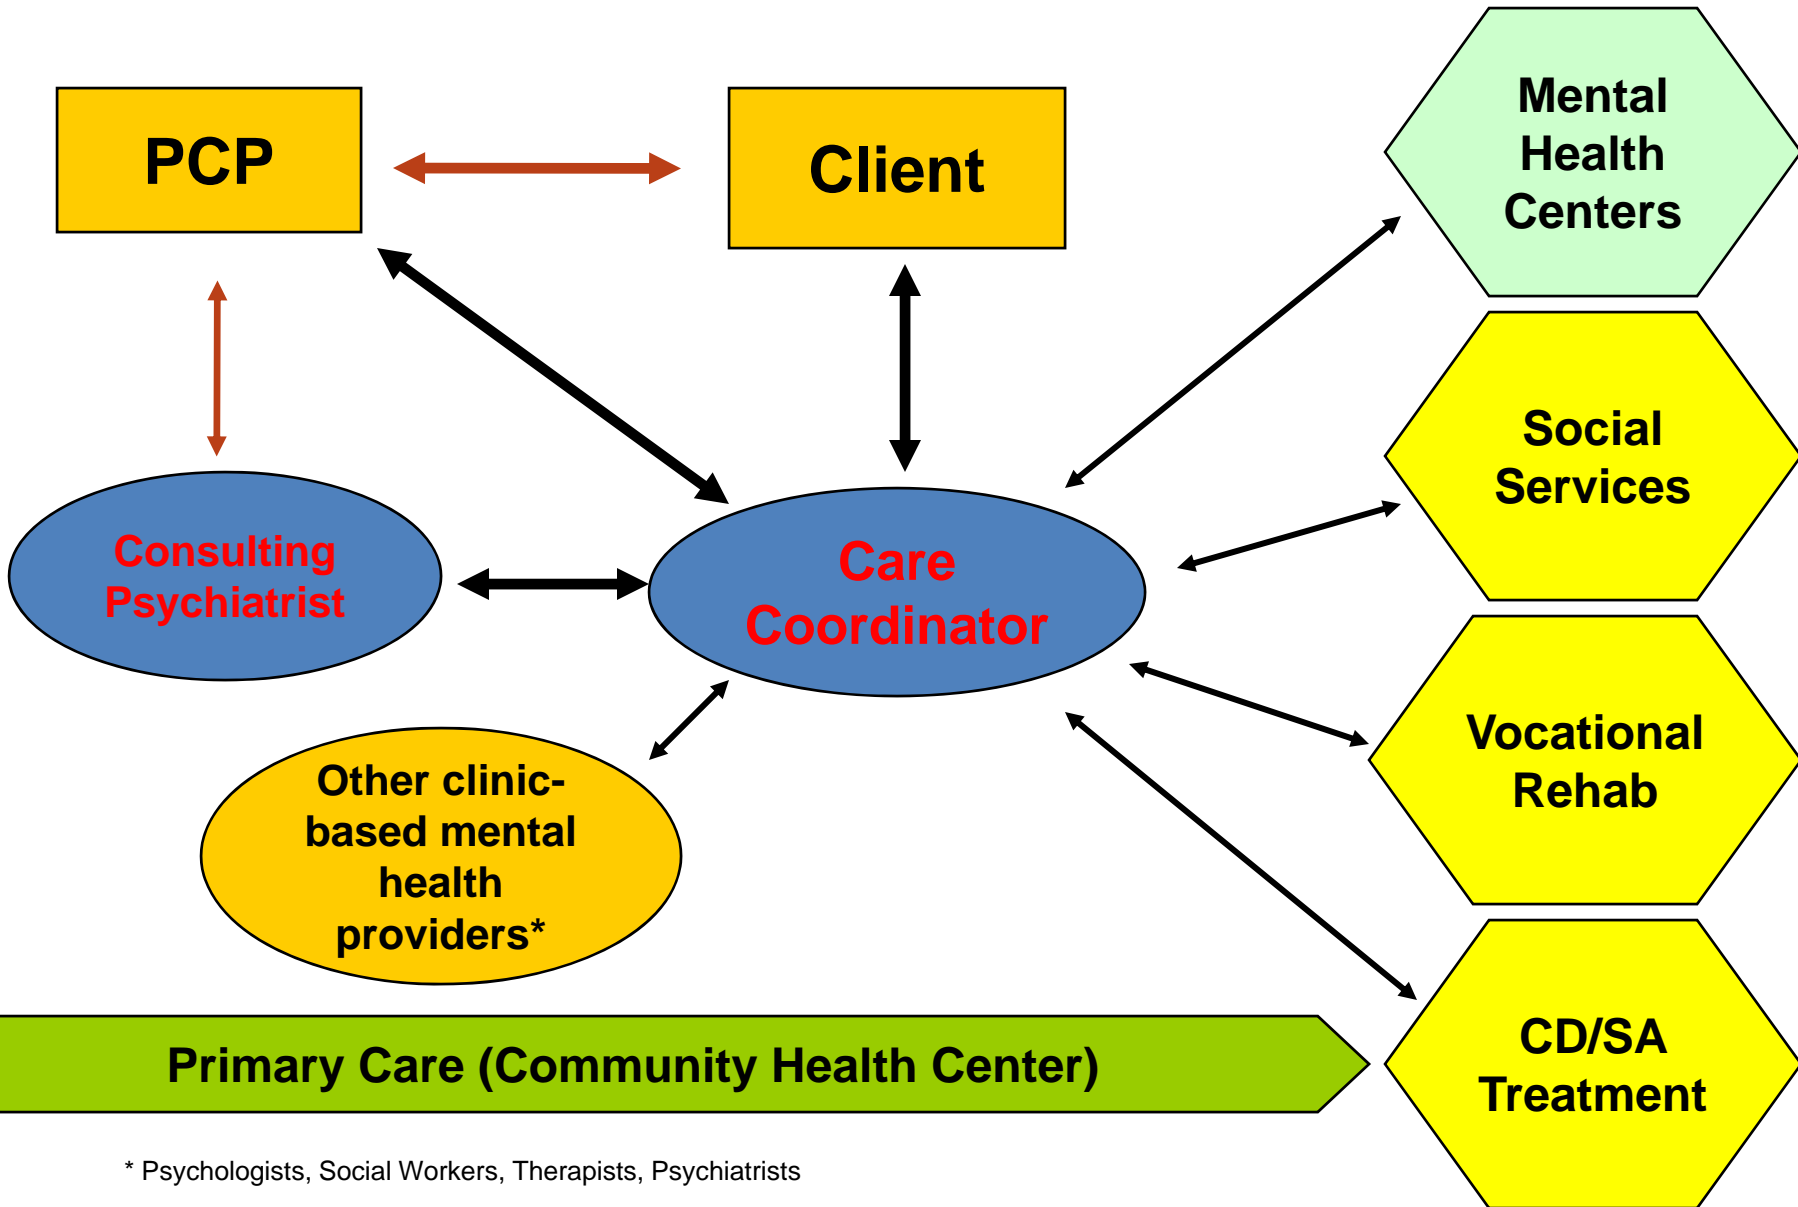 PCP
Client
Mental
Health
Centers
Social
Services
Consulting
Psychiatrist
Care
Coordinator
Vocational
Rehab
Other clinic-
based mental
health
providers*
CD/SA
Treatment
Primary Care (Community Health Center)
* Psychologists, Social Workers, Therapists, Psychiatrists